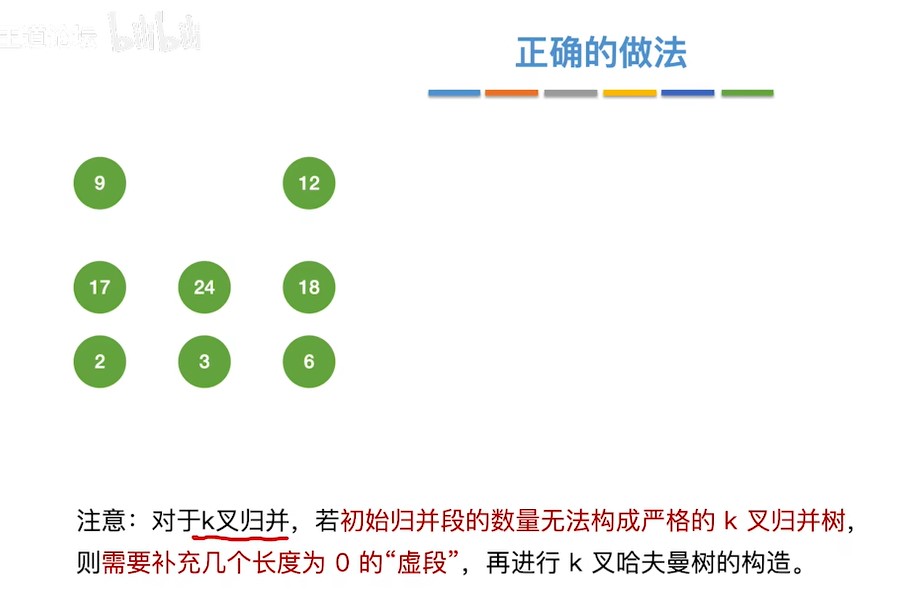 王道论坛 bilibili
正确的做法
9 12
17 24 18
2 3 6
注意：对于k叉归并，若初始归并段的数量无法构成严格的 k 叉归并树，
则需要补充几个长度为 0 的“虚段”，再进行 k 叉哈夫曼树的构造。